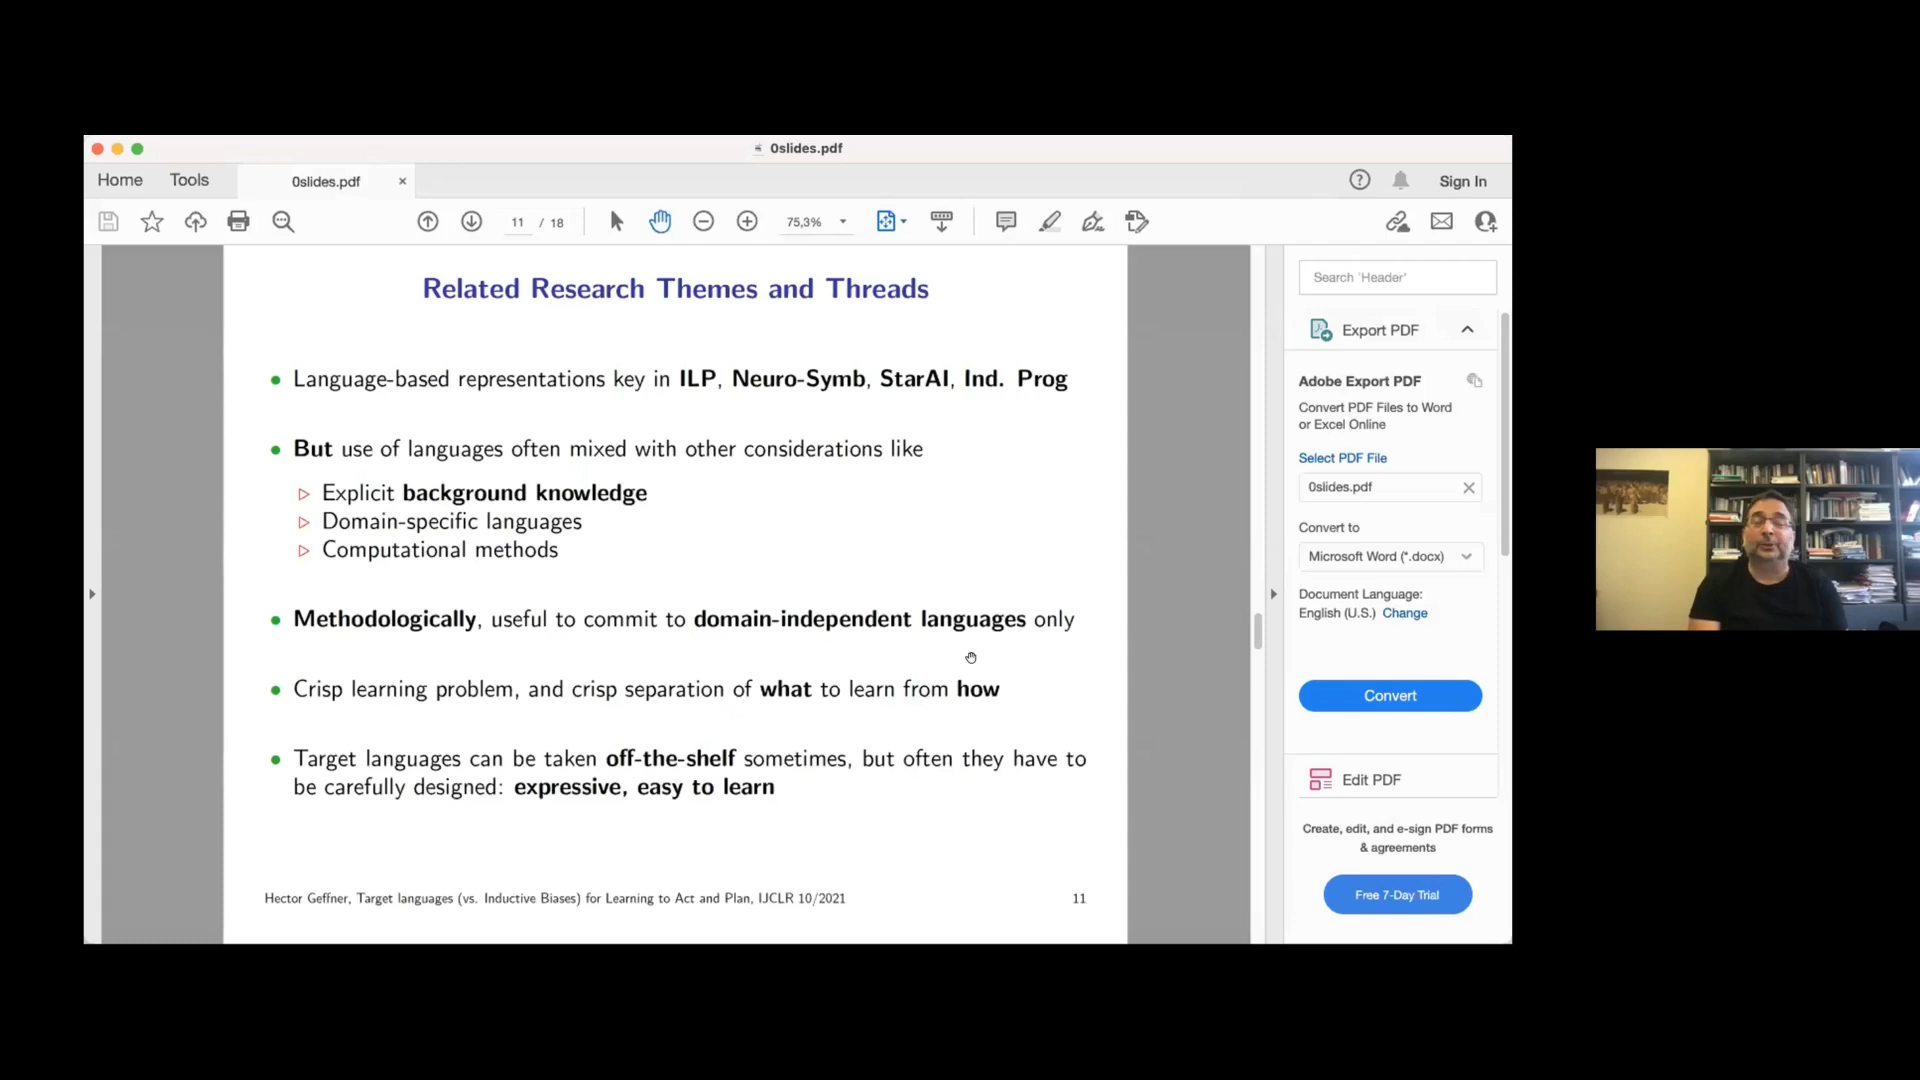 0slides.pdf
Home
Tools
0slides.pdf
Sign In
11 / 18
75,3%
Related Research Themes and Threads
Language-based representations key in ILP, Neuro-Symb, StarAI, Ind. Prog
But use of languages often mixed with other considerations like
Explicit background knowledge
Domain-specific languages
Computational methods
Methodologically, useful to commit to domain-independent languages only
Crisp learning problem, and crisp separation of what to learn from how
Target languages can be taken off-the-shelf sometimes, but often they have to
be carefully designed: expressive, easy to learn
Hector Geffner, Target languages (vs. Inductive Biases) for Learning to Act and Plan, IJCLR 10/2021
11
Search 'Header'
Export PDF
Adobe Export PDF
Convert PDF Files to Word
or Excel Online
Select PDF File
0slides.pdf
Convert to
Microsoft Word (*.docx)
Document Language:
English (U.S.) Change
Convert
Edit PDF
Create, edit, and e-sign PDF forms
& agreements
Free 7-Day Trial